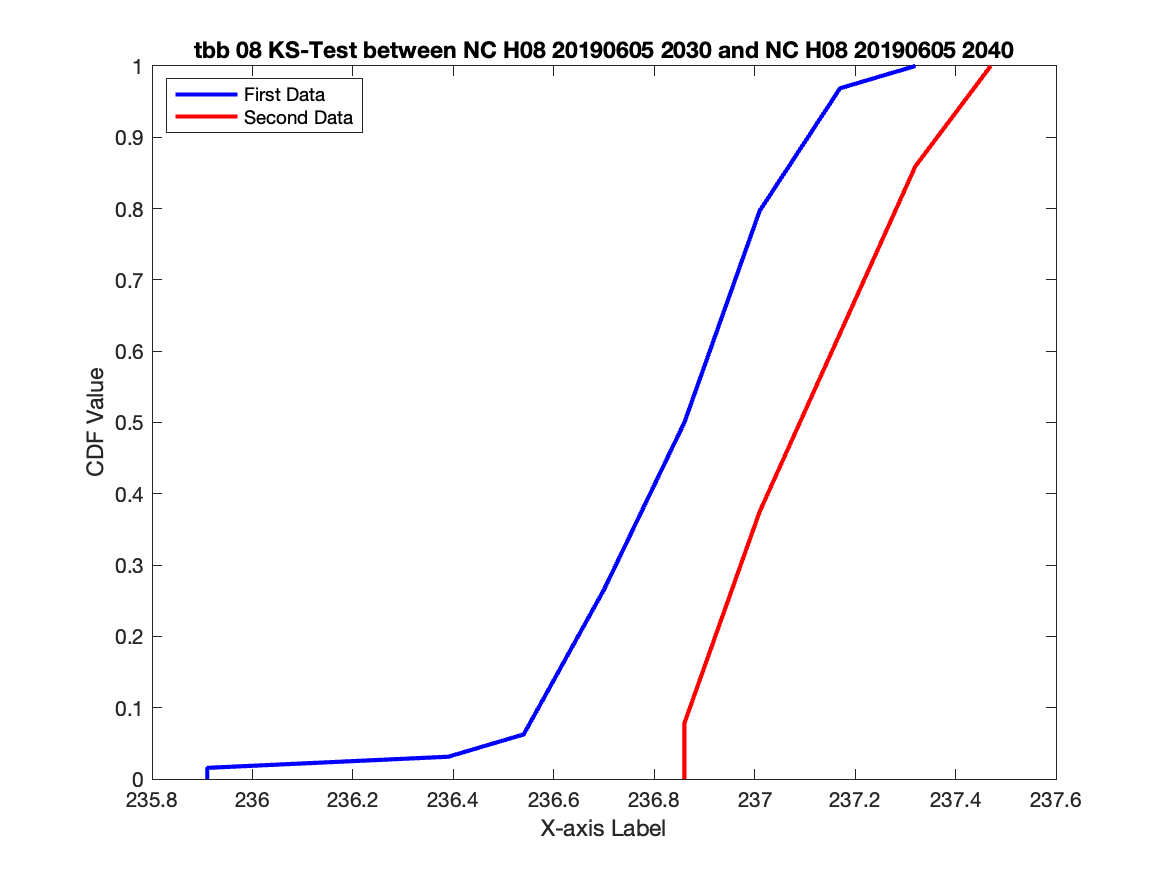 tbb 08 KS-Test between NC H08 20190605 2030 and NC H08 20190605 2040
First Data
Second Data
CDF Value
1
0.9
0.8
0.7
0.6
0.5
0.4
0.3
0.2
0.1
0
235.8 236 236.2 236.4 236.6 236.8 237 237.2 237.4 237.6
X-axis Label